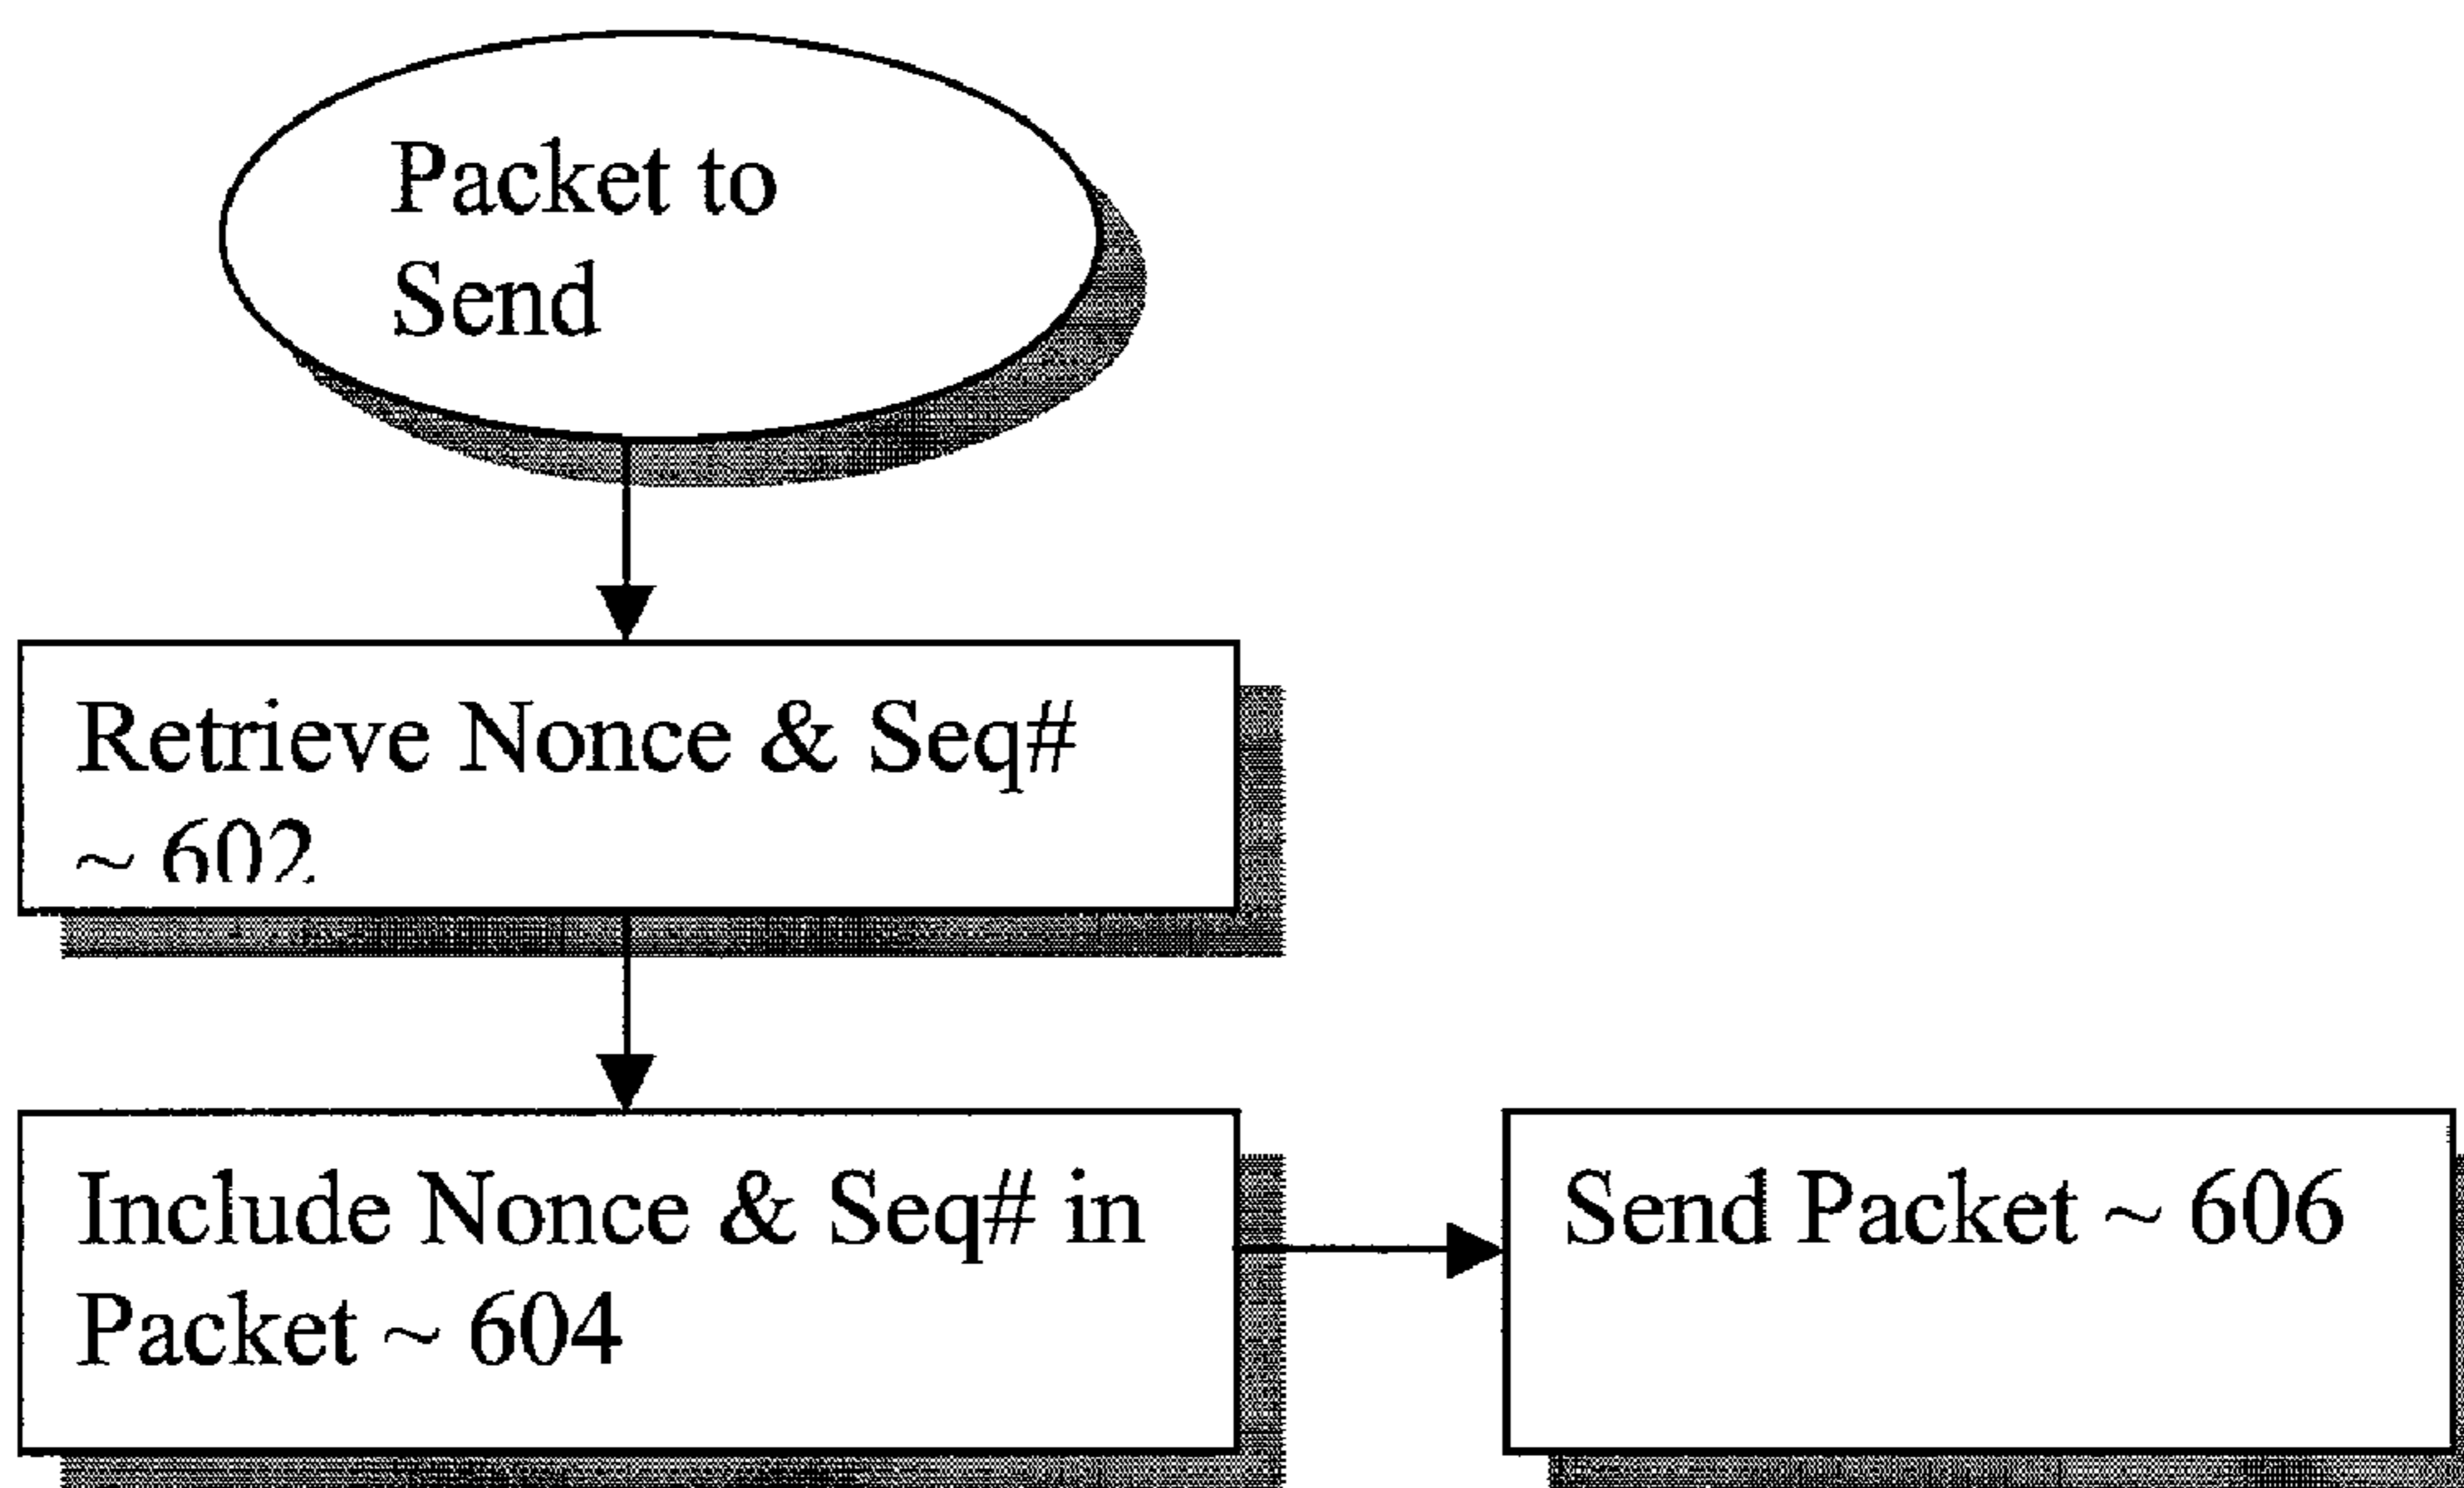 Packet to
Send
Retrieve Nonce & Seq#
~ 602
Include Nonce & Seq# in
Packet ~ 604
Send Packet ~ 606